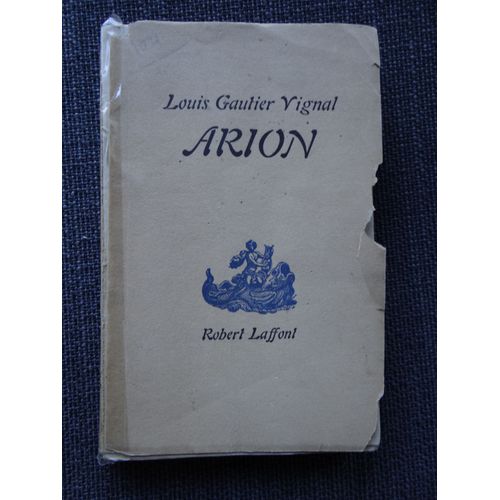 Louis Gautier Vignal
ARION
Robert Laffont